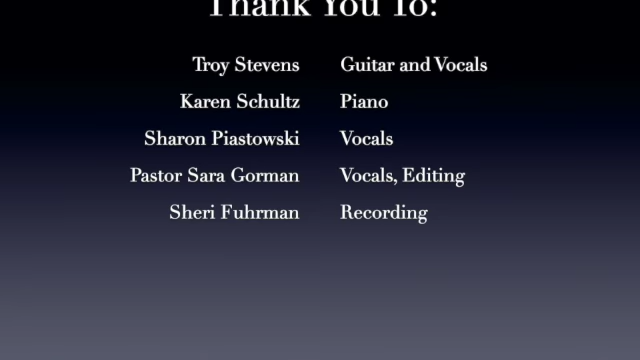 Thank You To:
Troy Stevens Guitar and Vocals
Karen Schultz Piano
Sharon Piastowski Vocals
Pastor Sara Gorman Vocals, Editing
Sheri Fuhrman Recording